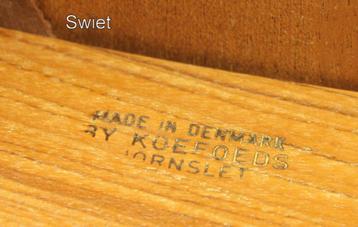 Swiet
MADE IN DENMARK
BY KOEFOEDS
HORNSLET